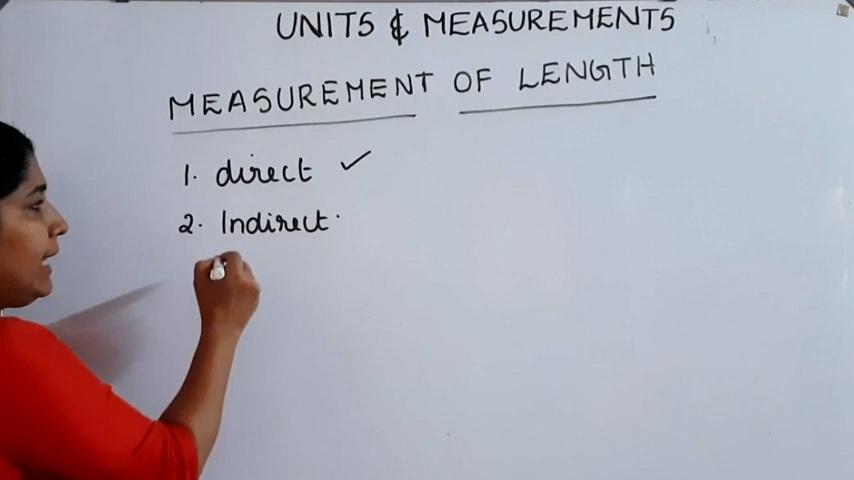 UNITS & MEASUREMENTS
MEASUREMENT OF LENGTH
1. direct ✓
2. Indirect.